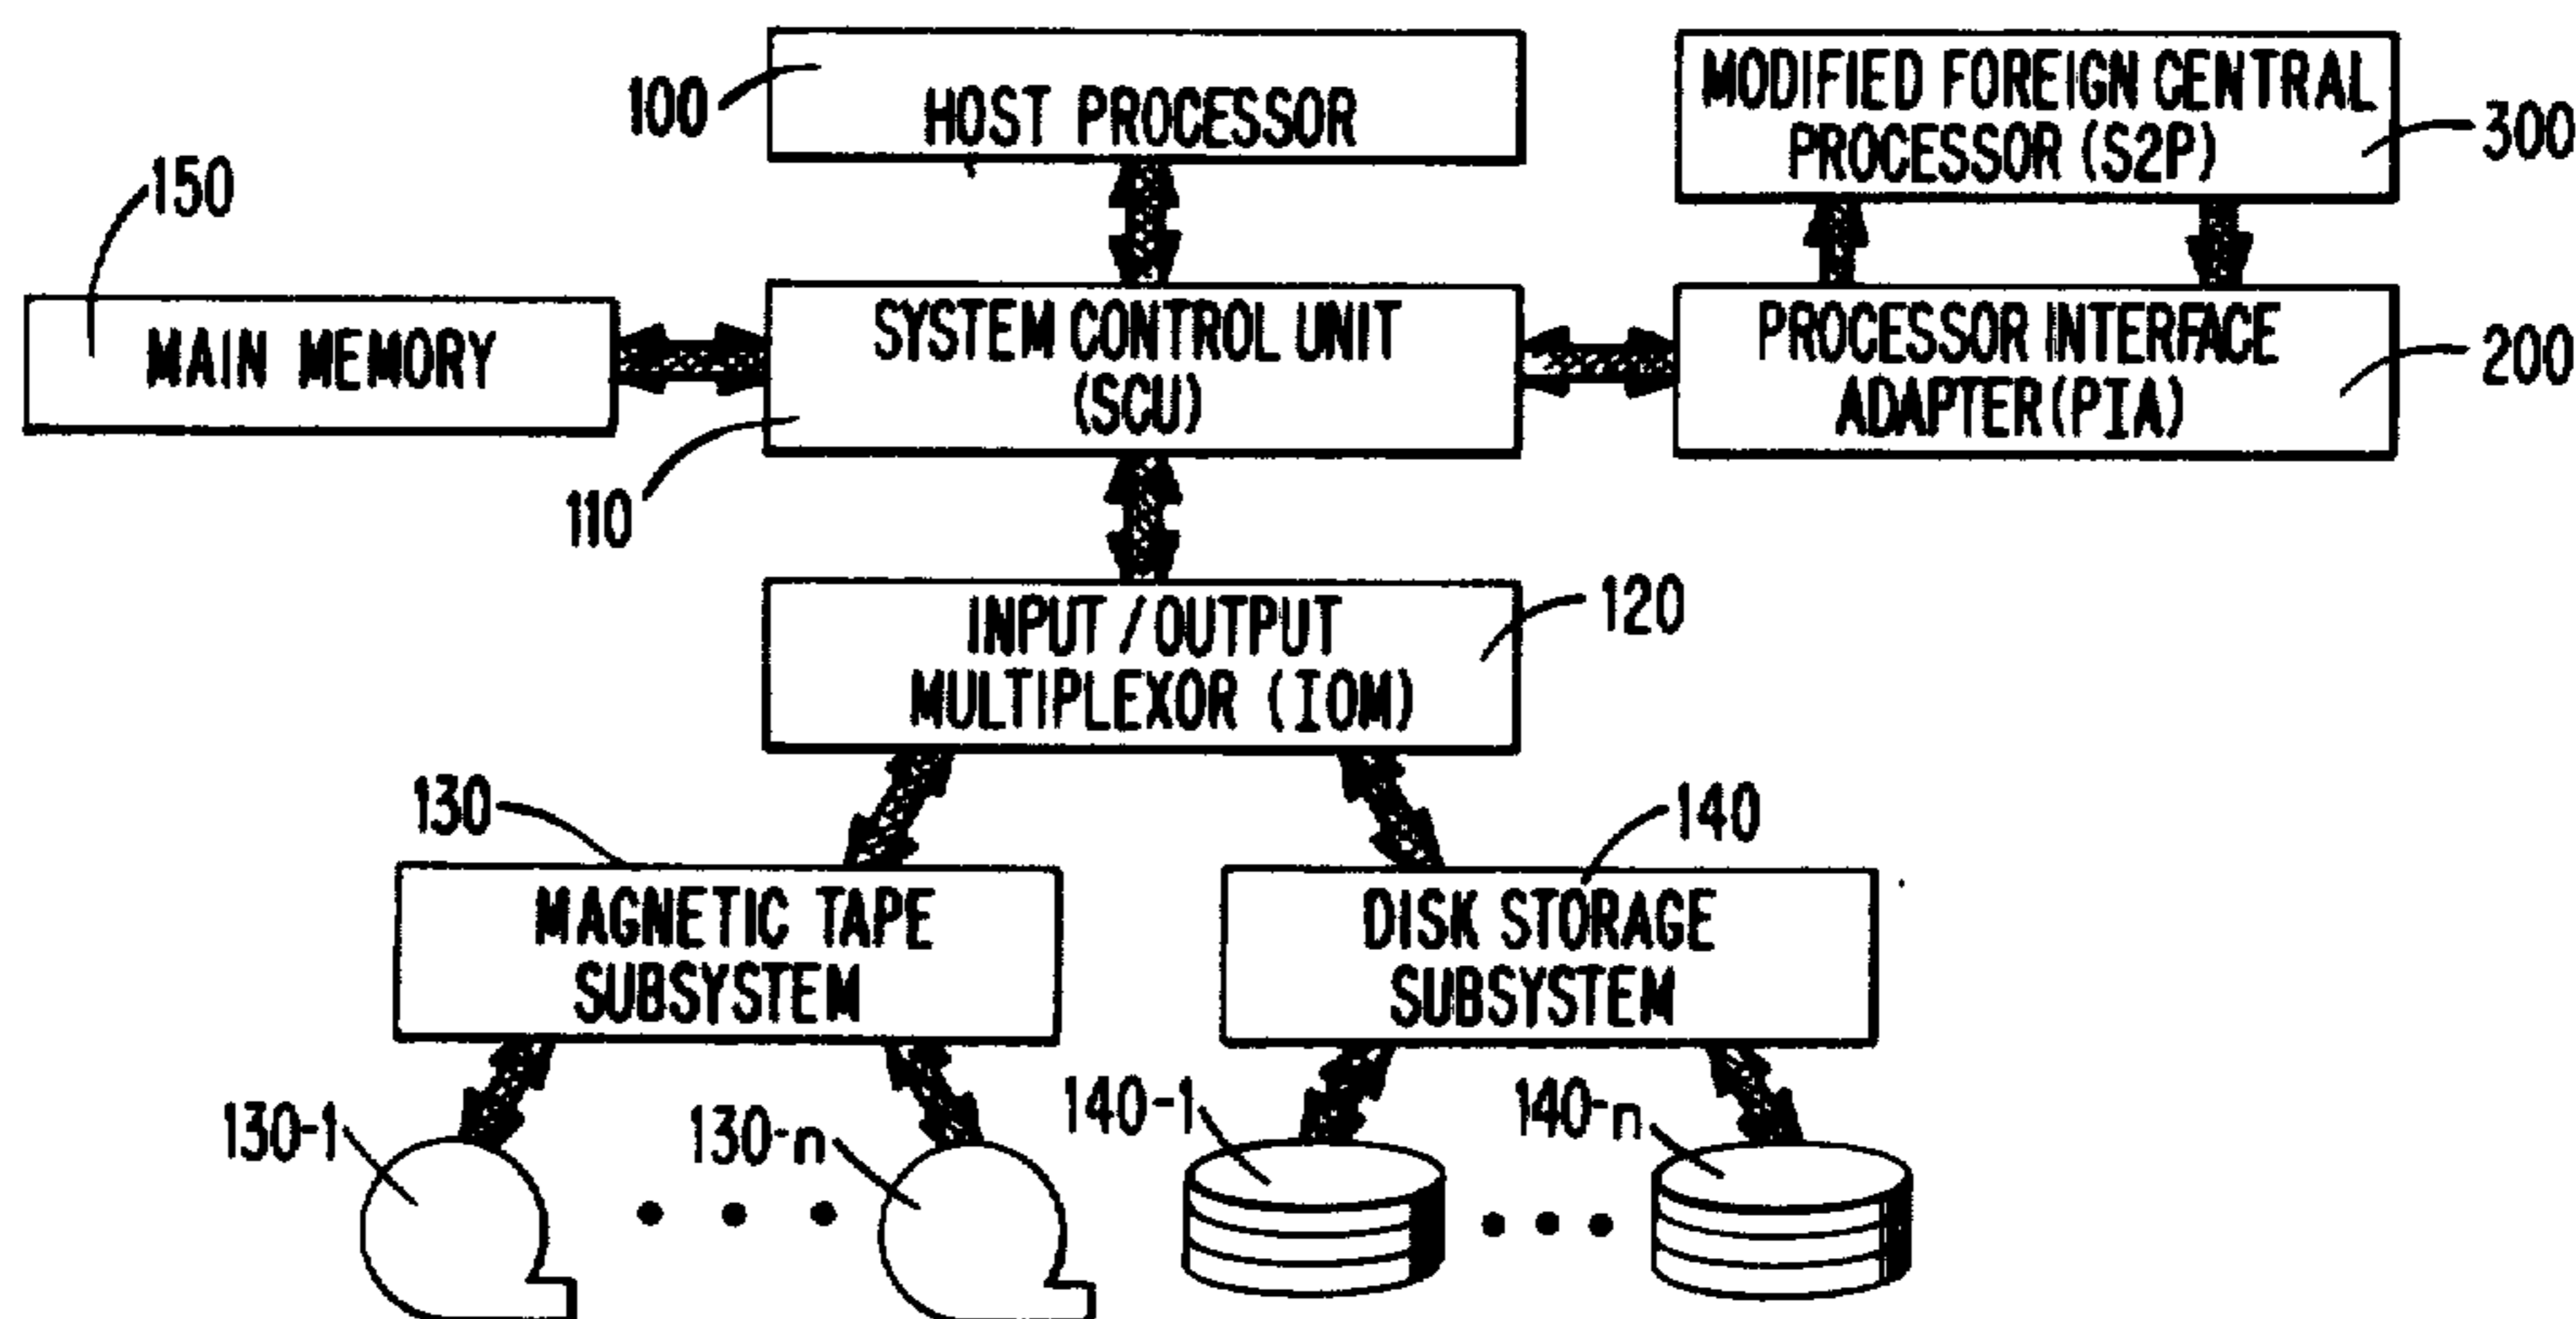 100
HOST PROCESSOR
MODIFIED FOREIGN CENTRAL
PROCESSOR (S2P)
300
150
MAIN MEMORY
SYSTEM CONTROL UNIT
(SCU)
110
PROCESSOR INTERFACE
ADAPTER(PIA)
200
INPUT / OUTPUT
MULTIPLEXOR (IOM)
120
130
MAGNETIC TAPE
SUBSYSTEM
140
DISK STORAGE
SUBSYSTEM
130-1
130-n
140-1
140-n